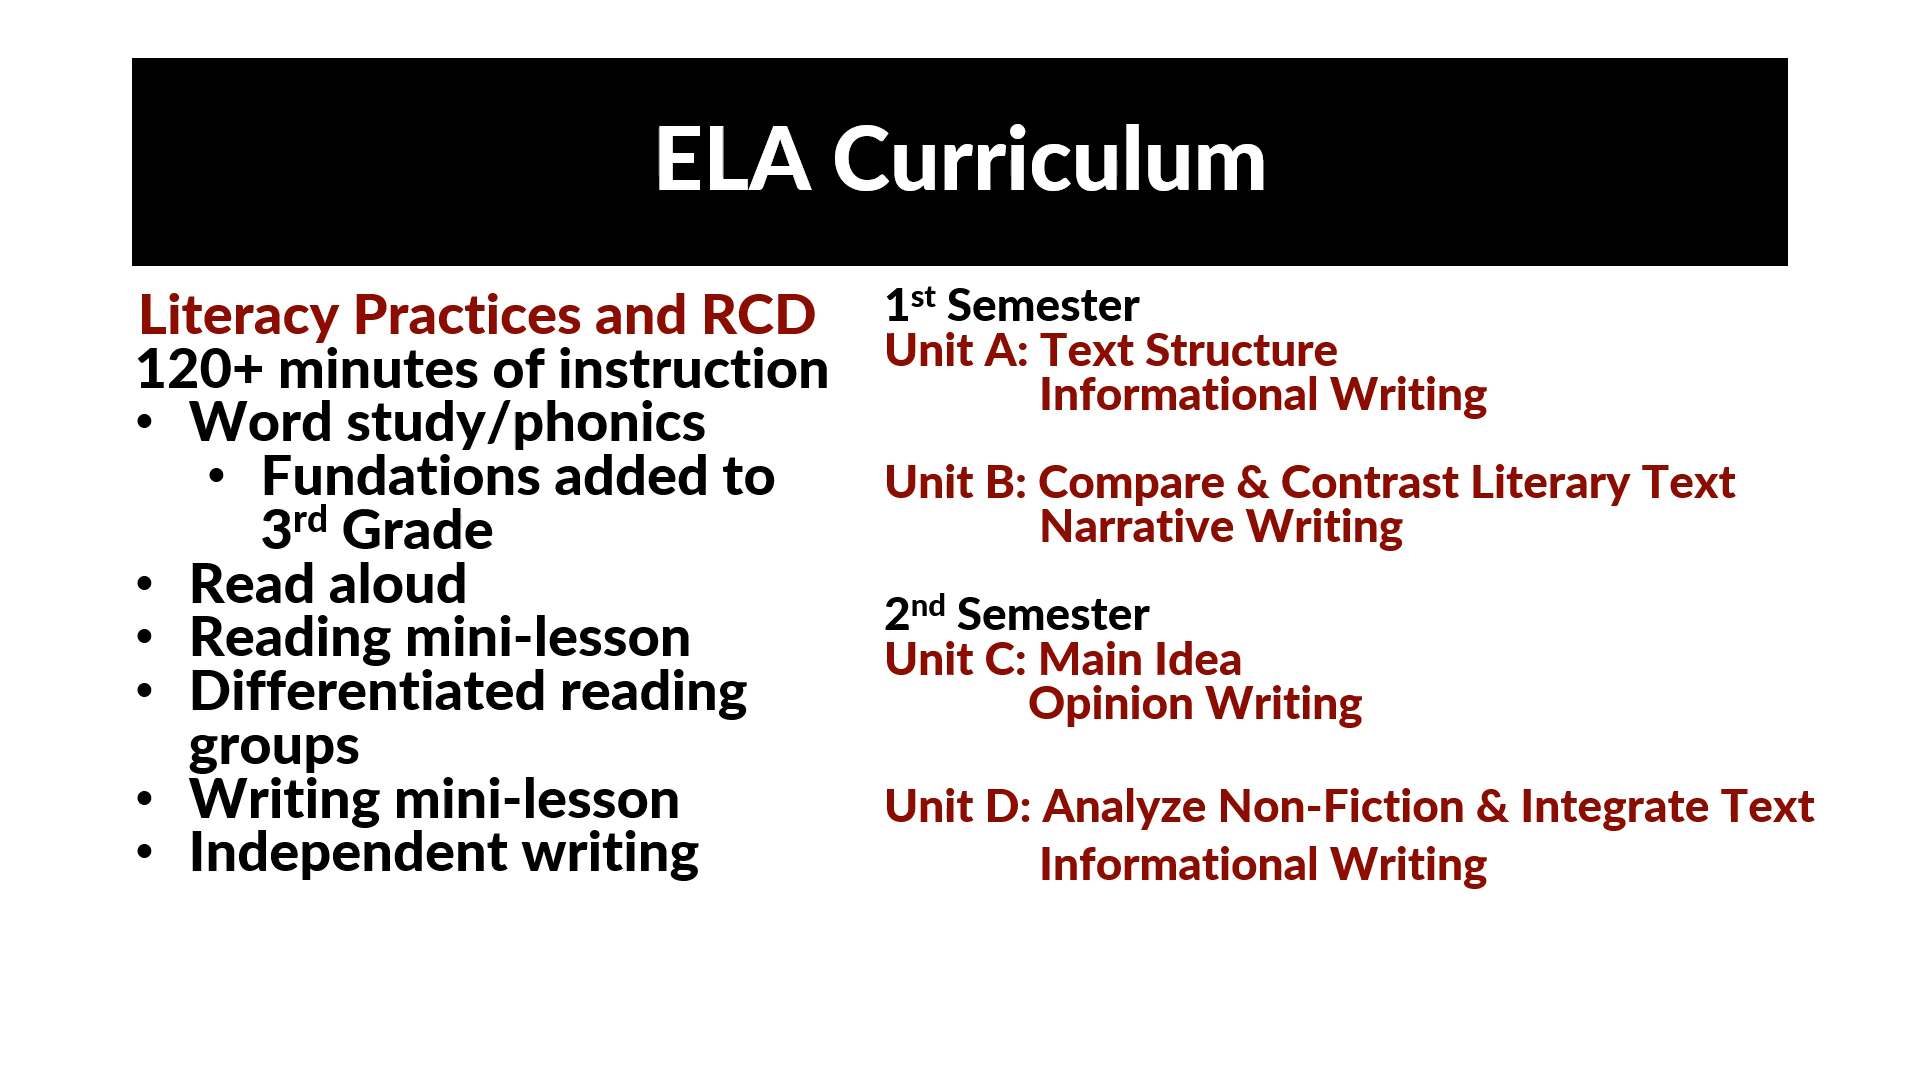 ELA Curriculum
Literacy Practices and RCD
120+ minutes of instruction
• Word study/phonics
• Fundations added to
3rd Grade
• Read aloud
• Reading mini-lesson
• Differentiated reading
groups
• Writing mini-lesson
• Independent writing
1st Semester
Unit A: Text Structure
Informational Writing
Unit B: Compare & Contrast Literary Text
Narrative Writing
2nd Semester
Unit C: Main Idea
Opinion Writing
Unit D: Analyze Non-Fiction & Integrate Text
Informational Writing